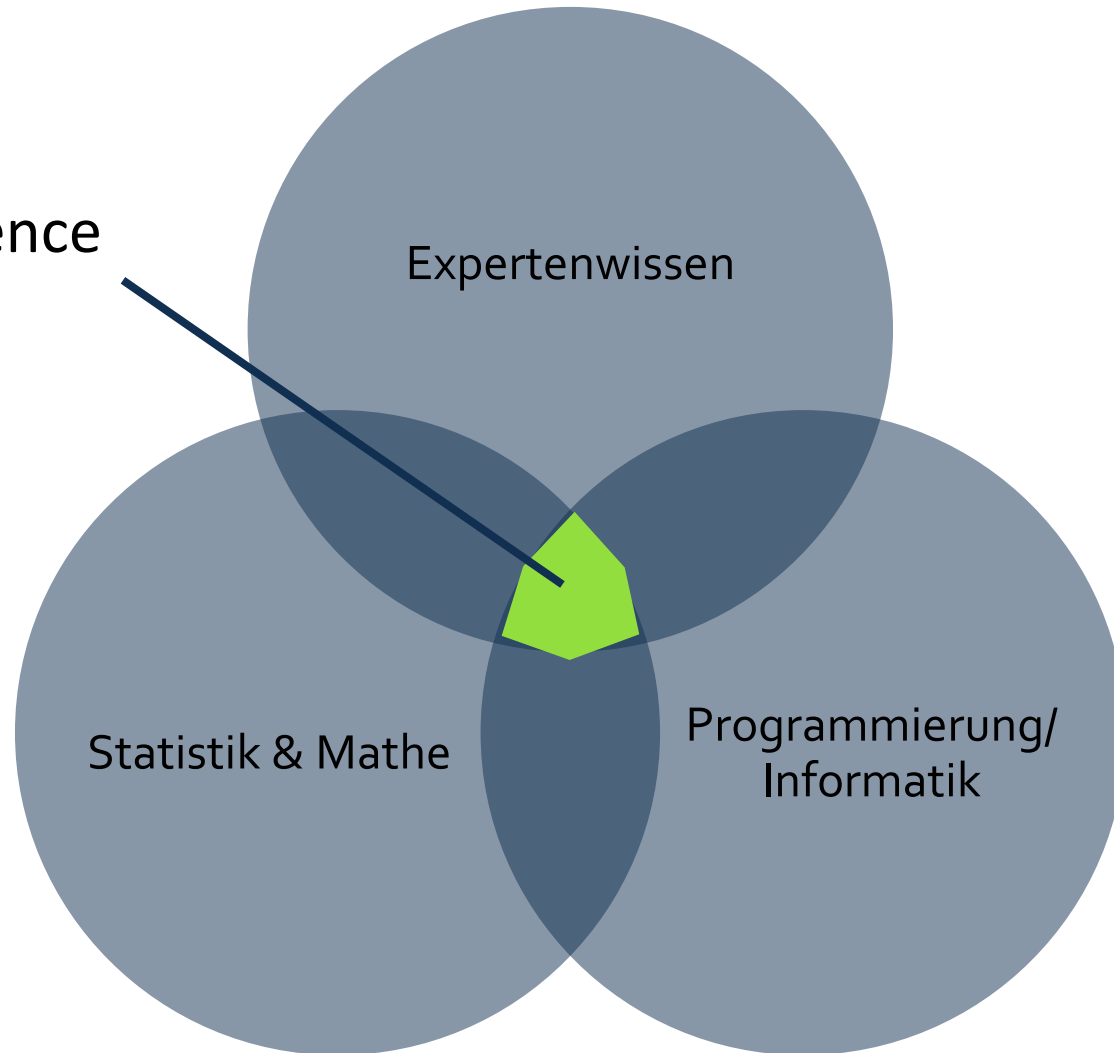 ence
Expertenwissen
Statistik & Mathe
Programmierung/
Informatik